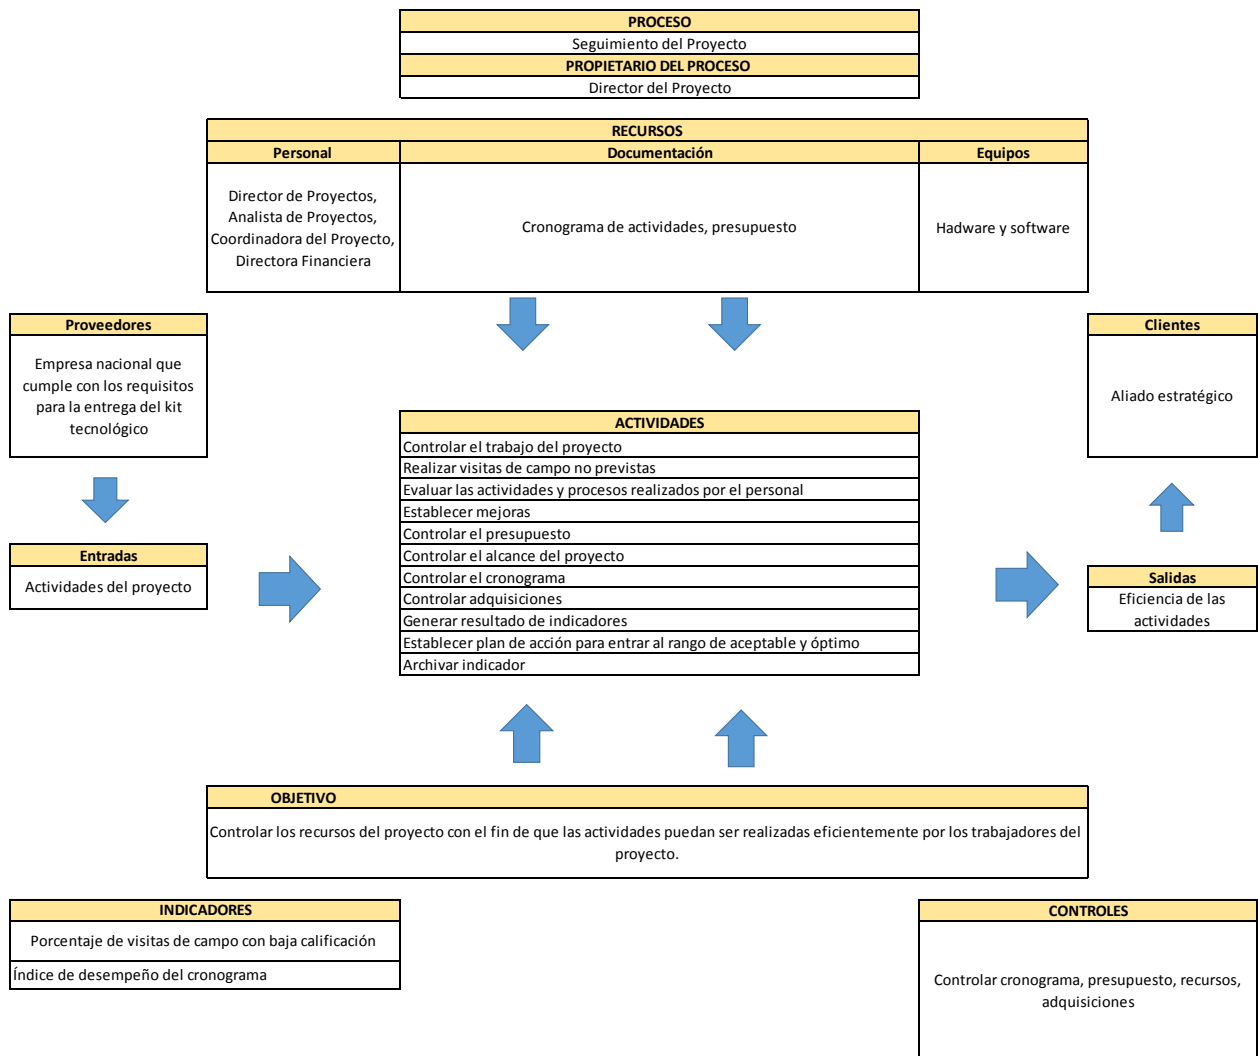 PROCESO
Seguimiento del Proyecto
PROPIETARIO DEL PROCESO
Director del Proyecto
RECURSOS
Personal
Documentación
Equipos
Director de Proyectos,
Analista de Proyectos,
Coordinadora del Proyecto,
Directora Financiera
Cronograma de actividades, presupuesto
Hadware y software
Proveedores
Empresa nacional que
cumple con los requisitos
para la entrega del kit
tecnológico
Clientes
Aliado estratégico
Entradas
Actividades del proyecto
ACTIVIDADES
Controlar el trabajo del proyecto
Realizar visitas de campo no previstas
Evaluar las actividades y procesos realizados por el personal
Establecer mejoras
Controlar el presupuesto
Controlar el alcance del proyecto
Controlar el cronograma
Controlar adquisiciones
Generar resultado de indicadores
Establecer plan de acción para entrar al rango de aceptable y óptimo
Archivar indicador
Salidas
Eficiencia de las
actividades
OBJETIVO
Controlar los recursos del proyecto con el fin de que las actividades puedan ser realizadas eficientemente por los trabajadores del
proyecto.
INDICADORES
Porcentaje de visitas de campo con baja calificación
Índice de desempeño del cronograma
CONTROLES
Controlar cronograma, presupuesto, recursos,
adquisiciones